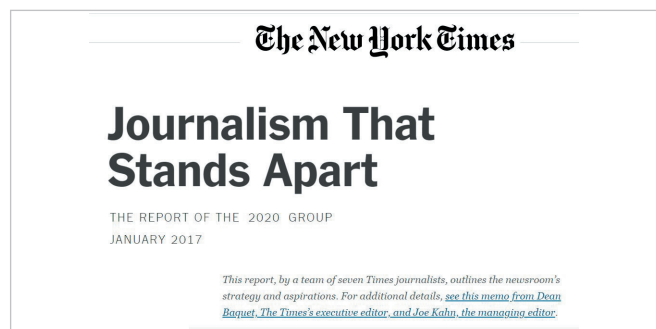 The New York Times
Journalism That
Stands Apart
THE REPORT OF THE 2020 GROUP
JANUARY 2017
This report, by a team of seven Times journalists, outlines the newsroom's
strategy and aspirations. For additional details, see this memo from Dean
Baquet, The Times's executive editor, and Joe Kahn, the managing editor.